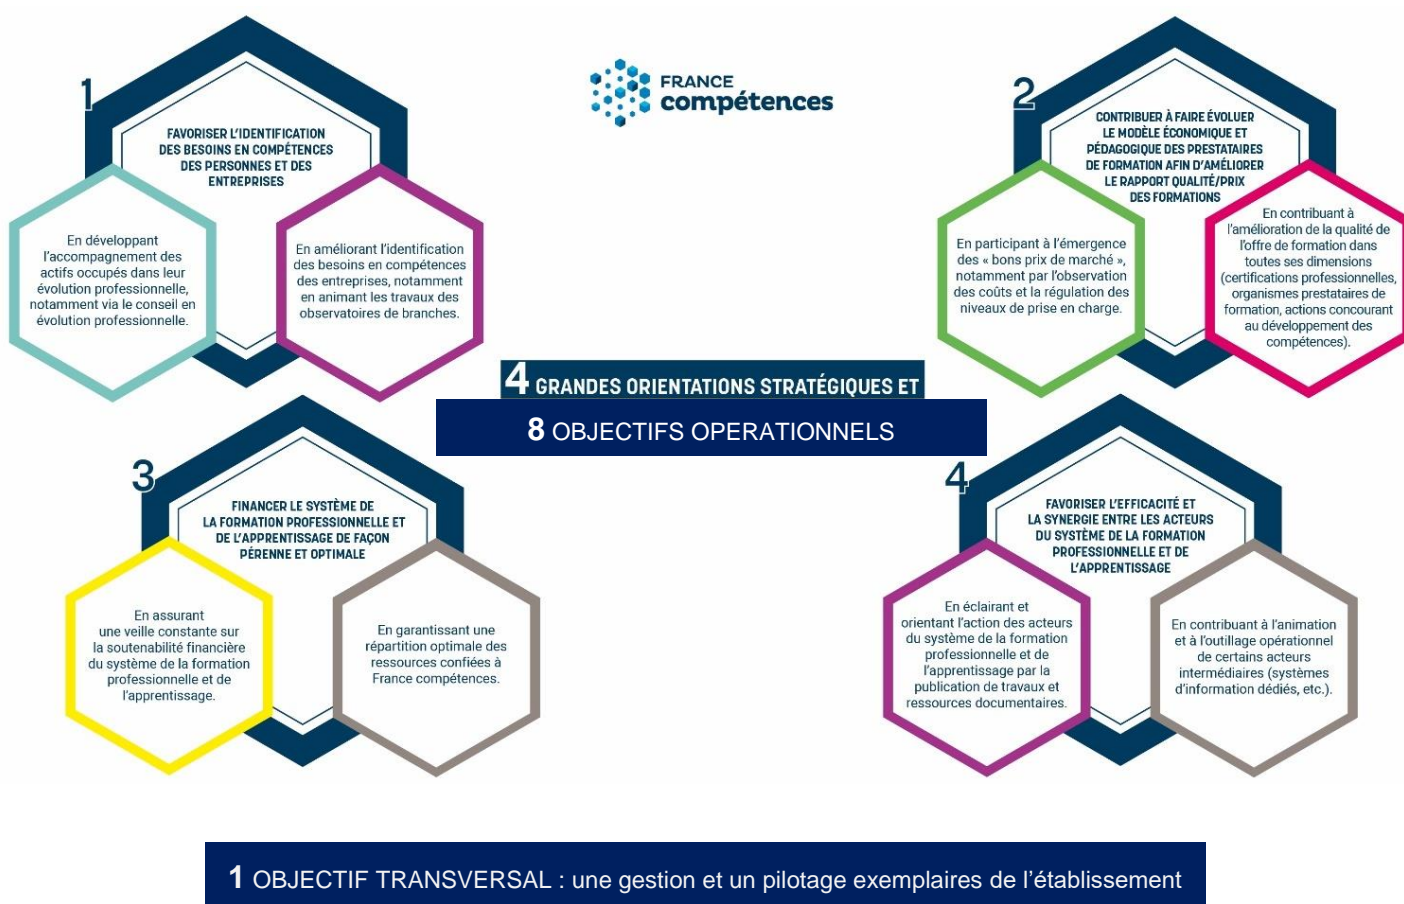 FRANCE
compétences
1
FAVORISER L'IDENTIFICATION
DES BESOINS EN COMPÉTENCES
DES PERSONNES ET DES
ENTREPRISES
En développant
l'accompagnement des
actifs occupés dans leur
évolution professionnelle,
notamment via le conseil en
évolution professionnelle.
En améliorant l'identification
des besoins en compétences
des entreprises, notamment
en animant les travaux des
observatoires de branches.
2
CONTRIBUER À FAIRE ÉVOLUER
LE MODÈLE ÉCONOMIQUE ET
PÉDAGOGIQUE DES PRESTATAIRES
DE FORMATION AFIN D'AMÉLIORER
LE RAPPORT QUALITÉ/PRIX
DES FORMATIONS
En participant à l'émergence
des « bons prix de marché »,
notamment par l'observation
des coûts et la régulation des
niveaux de prise en charge.
En contribuant à
l'amélioration de la qualité de
l'offre de formation dans
toutes ses dimensions
(certifications professionnelles,
organismes prestataires de
formation, actions concourant
au développement des
compétences).
4 GRANDES ORIENTATIONS STRATÉGIQUES ET
8 OBJECTIFS OPERATIONNELS
3
FINANCER LE SYSTÈME DE
LA FORMATION PROFESSIONNELLE ET
DE L'APPRENTISSAGE DE FAÇON
PÉRENNE ET OPTIMALE
En assurant
une veille constante sur
la soutenabilité financière
du système de la formation
professionnelle et de
l'apprentissage.
En garantissant une
répartition optimale des
ressources confiées à
France compétences.
4
FAVORISER L'EFFICACITÉ ET
LA SYNERGIE ENTRE LES ACTEURS
DU SYSTÈME DE LA FORMATION
PROFESSIONNELLE ET DE
L'APPRENTISSAGE
En éclairant et
orientant l'action des acteurs
du système de la formation
professionnelle et de
l'apprentissage par la
publication de travaux et
ressources documentaires.
En contribuant à l'animation
et à l'outillage opérationnel
de certains acteurs
intermédiaires (systèmes
d'information dédiés, etc.).
1 OBJECTIF TRANSVERSAL : une gestion et un pilotage exemplaires de l'établissement